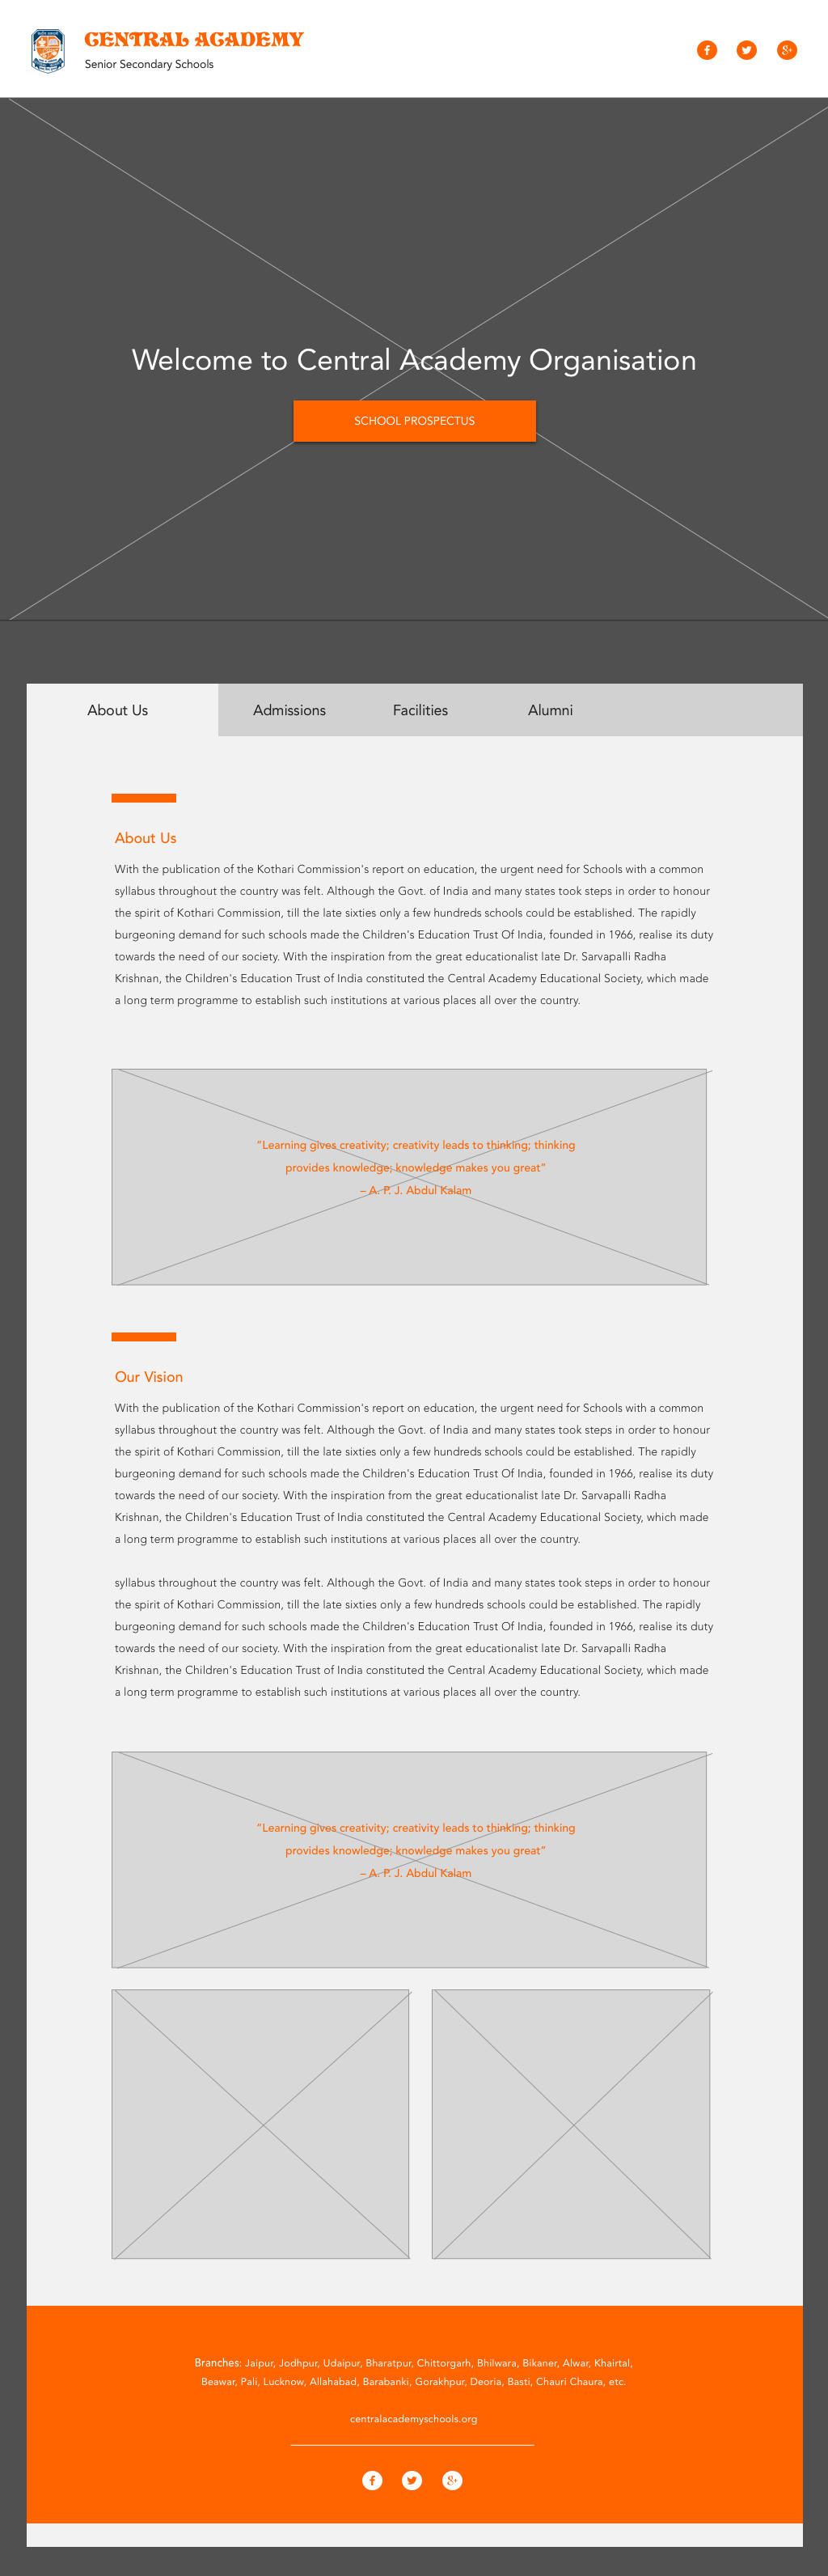 CENTRAL ACADEMY
Senior Secondary Schools
Welcome to Central Academy Organisation
SCHOOL PROSPECTUS
About Us Admissions Facilities Alumni
About Us
With the publication of the Kothari Commission's report on education, the urgent need for Schools with a common
syllabus throughout the country was felt. Although the Govt. of India and many states took steps in order to honour
the spirit of Kothari Commission, till the late sixties only a few hundreds schools could be established. The rapidly
burgeoning demand for such schools made the Children's Education Trust Of India, founded in 1966, realise its duty
towards the need of our society. With the inspiration from the great educationalist late Dr. Sarvapalli Radha
Krishnan, the Children's Education Trust of India constituted the Central Academy Educational Society, which made
a long term programme to establish such institutions at various places all over the country.
"Learning gives creativity; creativity leads to thinking; thinking
provides knowledge; knowledge makes you great"
– A. P. J. Abdul Kalam
Our Vision
With the publication of the Kothari Commission's report on education, the urgent need for Schools with a common
syllabus throughout the country was felt. Although the Govt. of India and many states took steps in order to honour
the spirit of Kothari Commission, till the late sixties only a few hundreds schools could be established. The rapidly
burgeoning demand for such schools made the Children's Education Trust Of India, founded in 1966, realise its duty
towards the need of our society. With the inspiration from the great educationalist late Dr. Sarvapalli Radha
Krishnan, the Children's Education Trust of India constituted the Central Academy Educational Society, which made
a long term programme to establish such institutions at various places all over the country.
syllabus throughout the country was felt. Although the Govt. of India and many states took steps in order to honour
the spirit of Kothari Commission, till the late sixties only a few hundreds schools could be established. The rapidly
burgeoning demand for such schools made the Children's Education Trust Of India, founded in 1966, realise its duty
towards the need of our society. With the inspiration from the great educationalist late Dr. Sarvapalli Radha
Krishnan, the Children's Education Trust of India constituted the Central Academy Educational Society, which made
a long term programme to establish such institutions at various places all over the country.
"Learning gives creativity; creativity leads to thinking; thinking
provides knowledge; knowledge makes you great"
– A. P. J. Abdul Kalam
Branches: Jaipur, Jodhpur, Udaipur, Bharatpur, Chittorgarh, Bhilwara, Bikaner, Alwar, Khairtal,
Beawar, Pali, Lucknow, Allahabad, Barabanki, Gorakhpur, Deoria, Basti, Chauri Chaura, etc.
centralacademyschools.org